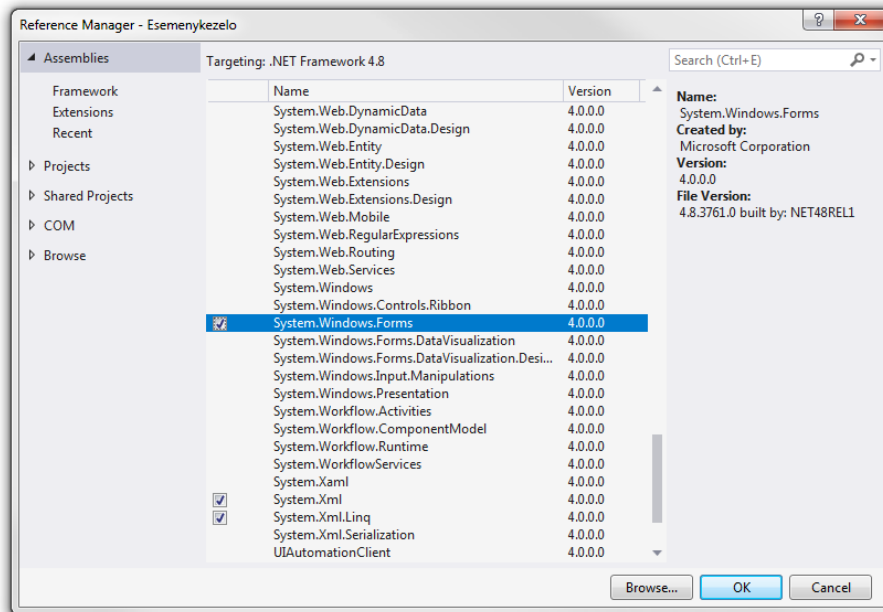 Reference Manager - Esemenykezelo
Assemblies
Framework
Extensions
Recent
Projects
Shared Projects
COM
Browse
Targeting: .NET Framework 4.8
Search (Ctrl+E)
Name Version
System.Web.DynamicData 4.0.0.0
System.Web.DynamicData.Design 4.0.0.0
System.Web.Entity 4.0.0.0
System.Web.Entity.Design 4.0.0.0
System.Web.Extensions 4.0.0.0
System.Web.Extensions.Design 4.0.0.0
System.Web.Mobile 4.0.0.0
System.Web.RegularExpressions 4.0.0.0
System.Web.Routing 4.0.0.0
System.Web.Services 4.0.0.0
System.Windows 4.0.0.0
System.Windows.Controls.Ribbon 4.0.0.0
System.Windows.Forms 4.0.0.0
System.Windows.Forms.DataVisualization 4.0.0.0
System.Windows.Forms.DataVisualization.Desi... 4.0.0.0
System.Windows.Input.Manipulations 4.0.0.0
System.Windows.Presentation 4.0.0.0
System.Workflow.Activities 4.0.0.0
System.Workflow.ComponentModel 4.0.0.0
System.Workflow.Runtime 4.0.0.0
System.WorkflowServices 4.0.0.0
System.Xaml 4.0.0.0
System.Xml 4.0.0.0
System.Xml.Linq 4.0.0.0
System.Xml.Serialization 4.0.0.0
UIAutomationClient 4.0.0.0
Name:
System.Windows.Forms
Created by:
Microsoft Corporation
Version:
4.0.0.0
File Version:
4.8.3761.0 built by: NET48REL1
Browse... OK Cancel